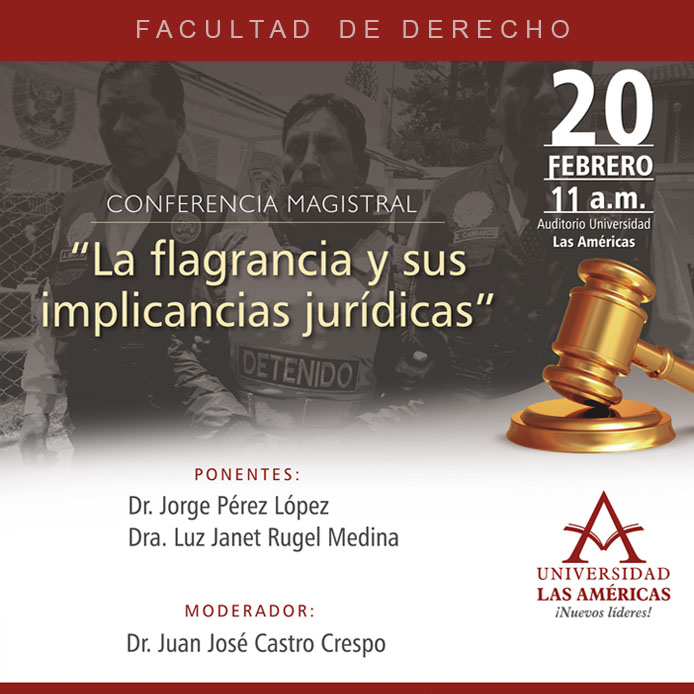 FACULTAD DE DERECHO
20
FEBRERO
11 a.m.
Auditorio Universidad
Las Américas
CONFERENCIA MAGISTRAL
“La flagrancia y sus
implicancias jurídicas”
DETENIDO
PONENTES:
Dr. Jorge Pérez López
Dra. Luz Janet Rugel Medina
MODERADOR:
Dr. Juan José Castro Crespo
UNIVERSIDAD
LAS AMÉRICAS
¡Nuevos líderes!